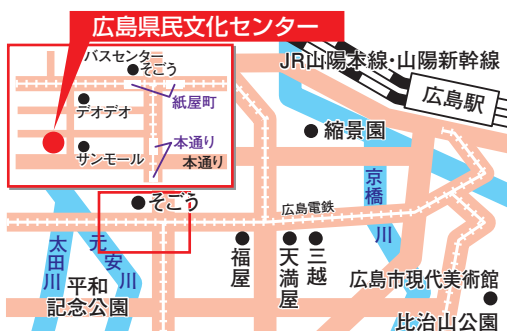 広島県民文化センター
バスセンター
そごう
紙屋町
デオデオ
本通り
サンモール
本通り
JR山陽本線・山陽新幹線
広島駅
縮景園
京橋川
そごう
広島電鉄
太田川
元安川
平和
記念公園
福屋
天満屋
三越
広島市現代美術館
比治山公園